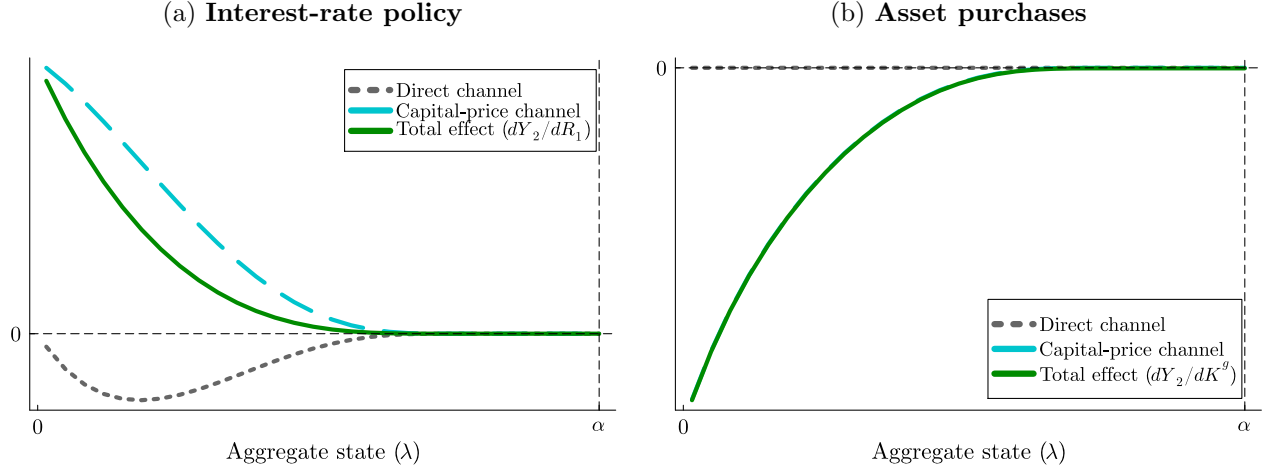 (a) Interest-rate policy
0
Direct channel
Capital-price channel
Total effect (dY₂/dR₁)
0
α
Aggregate state (λ)
(b) Asset purchases
0
Direct channel
Capital-price channel
Total effect (dY₂/dKᵍ)
0
α
Aggregate state (λ)